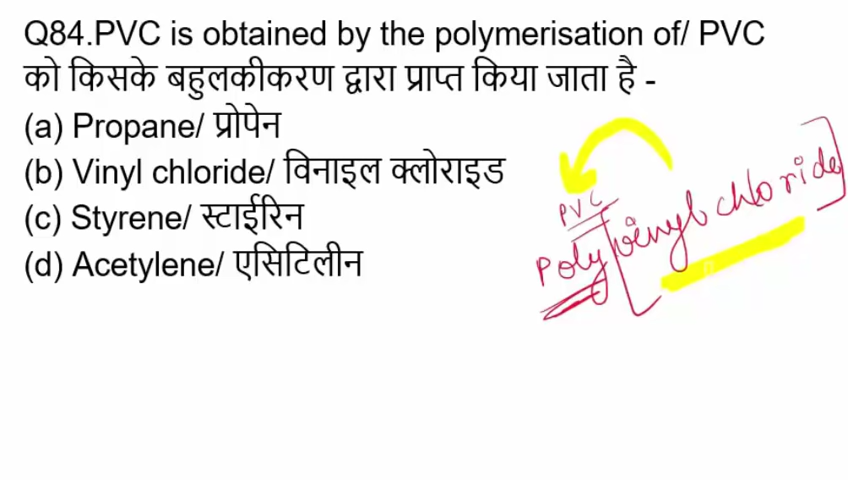 Q84.PVC is obtained by the polymerisation of/ PVC
को किसके बहुलकीकरण द्वारा प्राप्त किया जाता है -
(a) Propane/ प्रोपेन
(b) Vinyl chloride/ विनाइल क्लोराइड
(c) Styrene/ स्टाईरिन
(d) Acetylene/ एसिटिलीन
PVC
Poly vinyl chloride